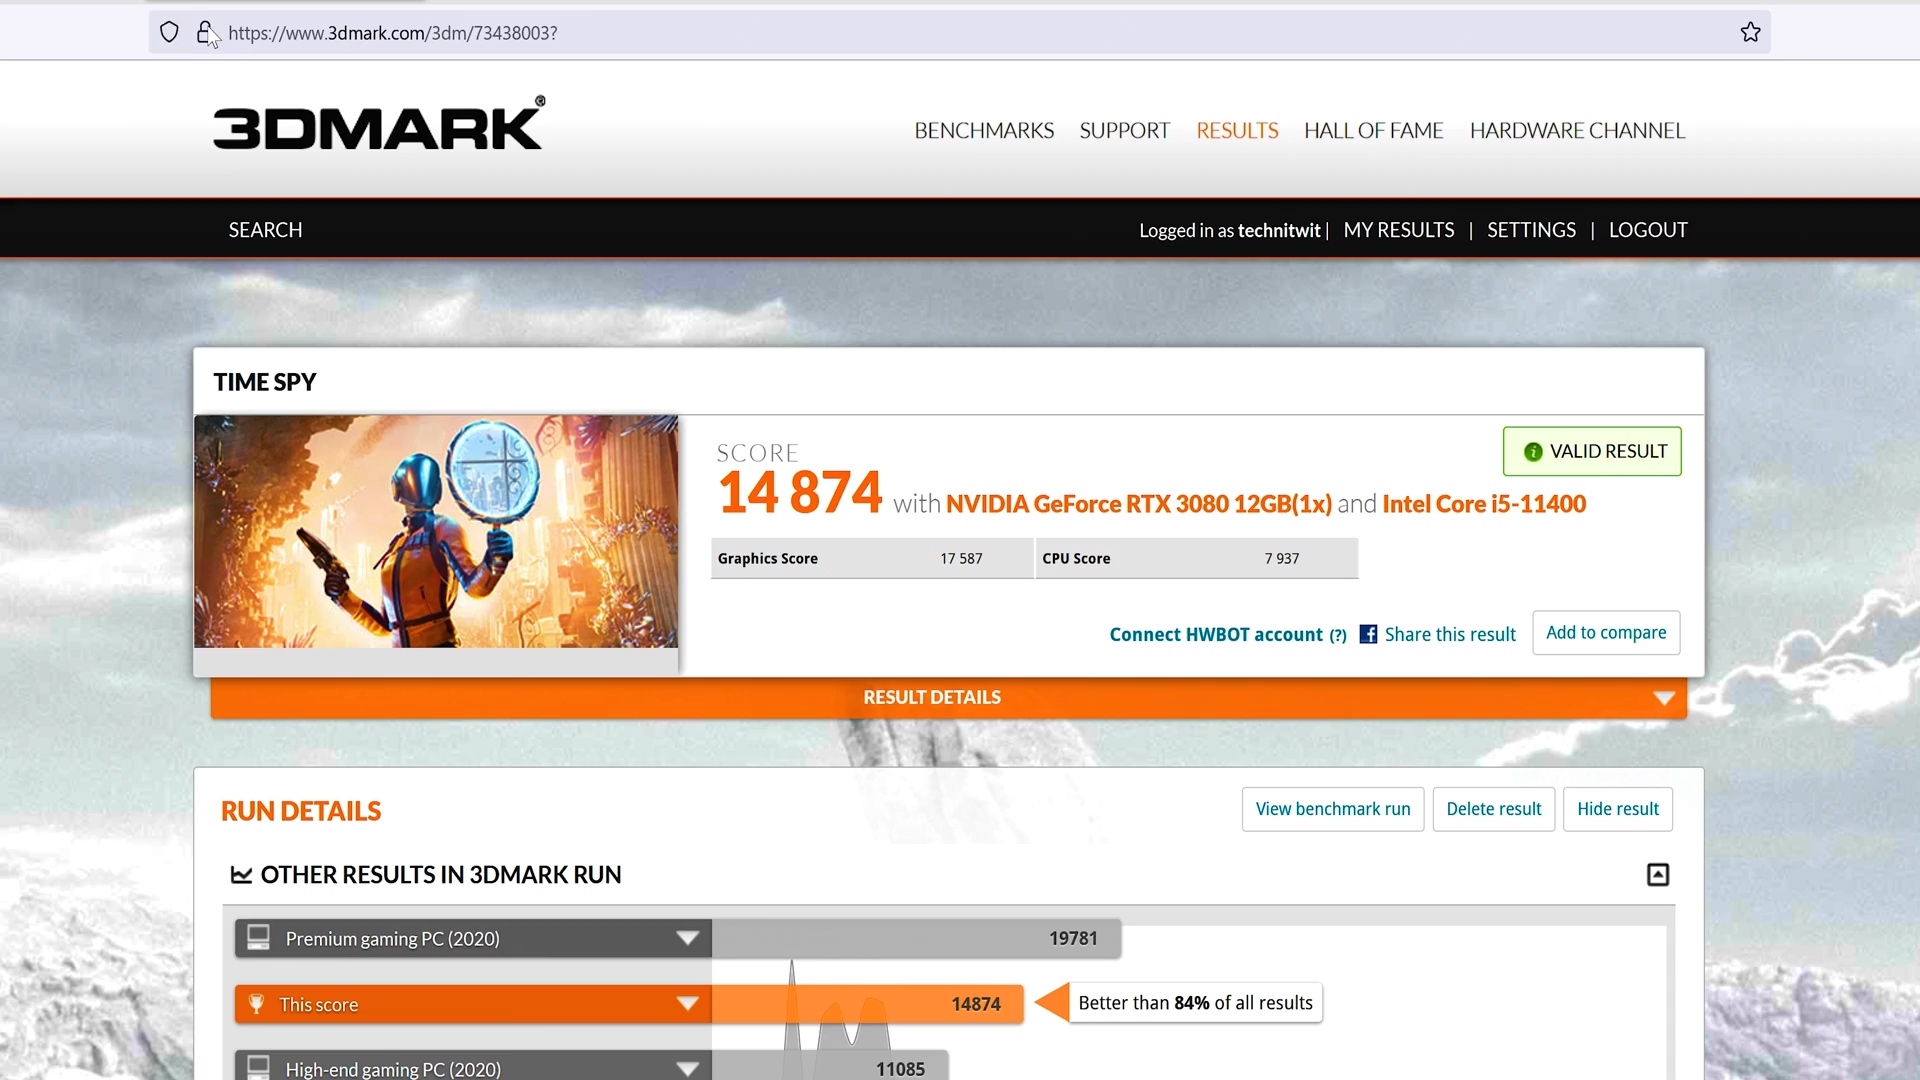 https://www.3dmark.com/3dm/73438003?
3DMARK®
BENCHMARKS SUPPORT RESULTS HALL OF FAME HARDWARE CHANNEL
SEARCH
Logged in as technitwit | MY RESULTS | SETTINGS | LOGOUT
TIME SPY
VALID RESULT
SCORE
14 874 with NVIDIA GeForce RTX 3080 12GB(1x) and Intel Core i5-11400
Graphics Score 17 587 CPU Score 7 937
Connect HWBOT account (?) Share this result Add to compare
RESULT DETAILS
RUN DETAILS
View benchmark run Delete result Hide result
OTHER RESULTS IN 3DMARK RUN
Premium gaming PC (2020) 19781
This score 14874 Better than 84% of all results
High-end gaming PC (2020) 11085